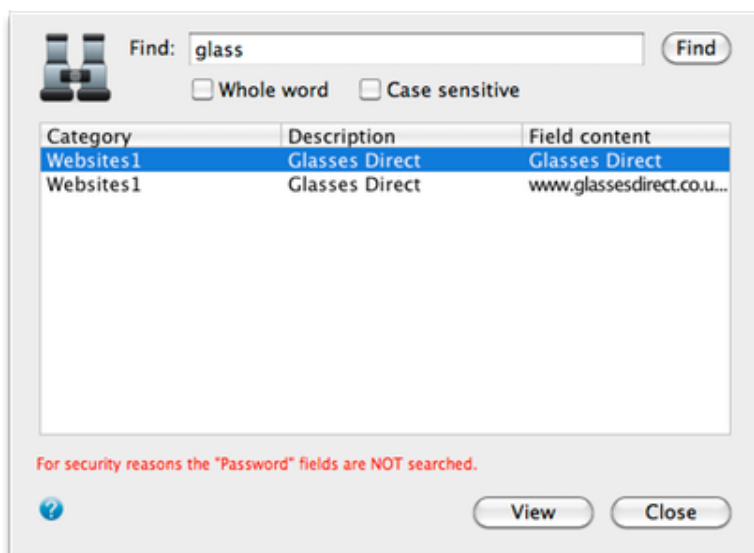 Find: glass Find
Whole word Case sensitive
Category Description Field content
Websites1 Glasses Direct Glasses Direct
Websites1 Glasses Direct www.glassesdirect.co.u...
For security reasons the "Password" fields are NOT searched.
? View Close